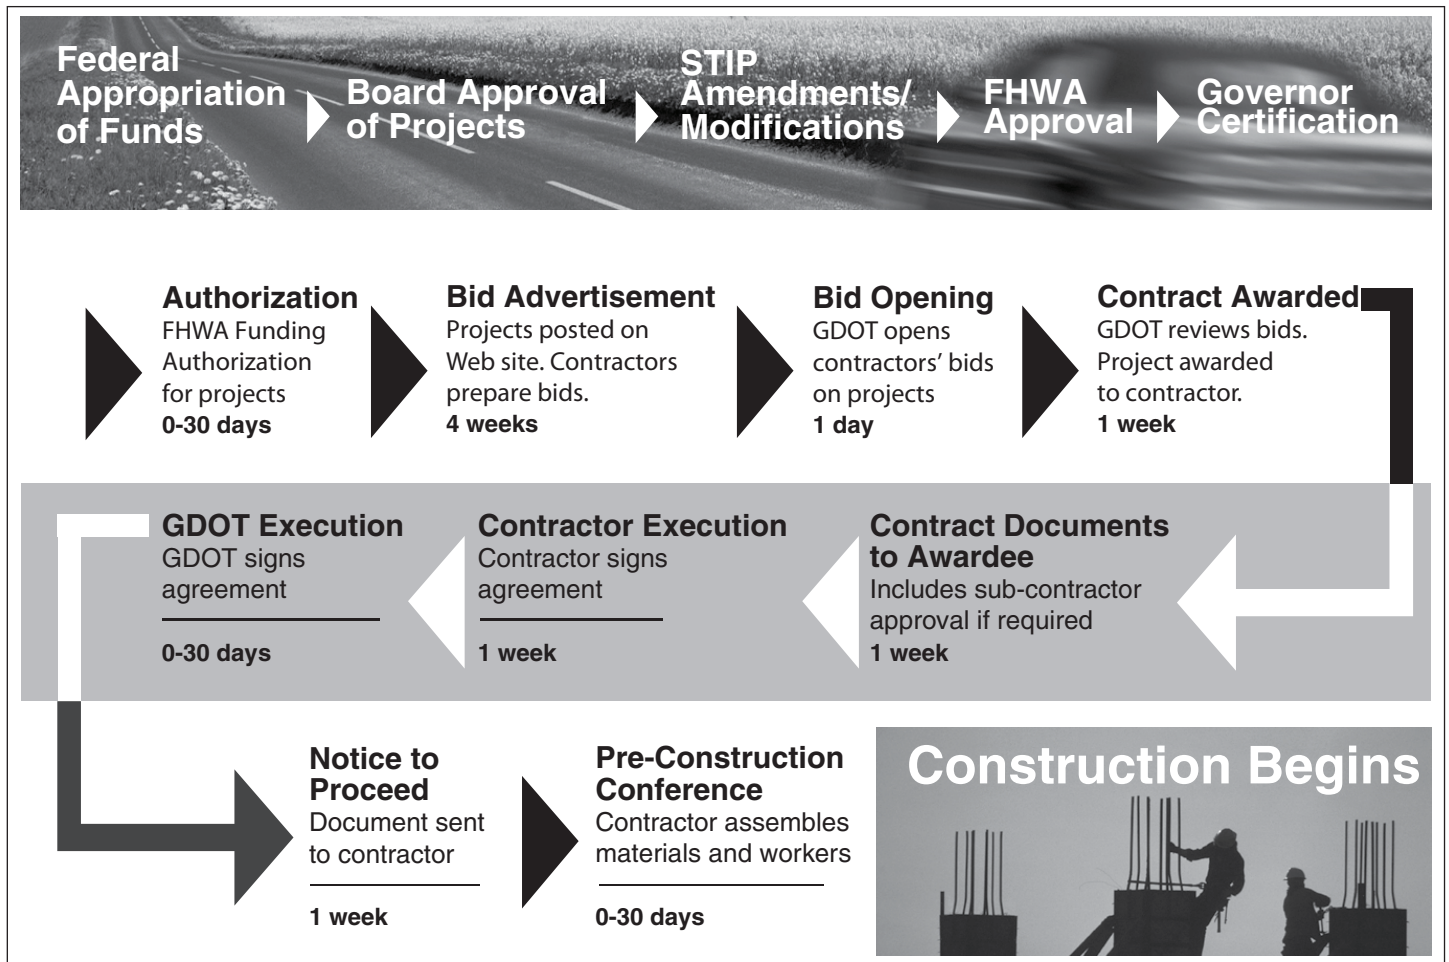 Federal
Appropriation
of Funds
Board Approval
of Projects
STIP
Amendments/
Modifications
FHWA
Approval
Governor
Certification
Authorization
FHWA Funding
Authorization
for projects
0-30 days
Bid Advertisement
Projects posted on
Web site. Contractors
prepare bids.
4 weeks
Bid Opening
GDOT opens
contractors’ bids
on projects
1 day
Contract Awarded
GDOT reviews bids.
Project awarded
to contractor.
1 week
Contract Documents
to Awardee
Includes sub-contractor
approval if required
1 week
Contractor Execution
Contractor signs
agreement
1 week
GDOT Execution
GDOT signs
agreement
0-30 days
Notice to
Proceed
Document sent
to contractor
1 week
Pre-Construction
Conference
Contractor assembles
materials and workers
0-30 days
Construction Begins